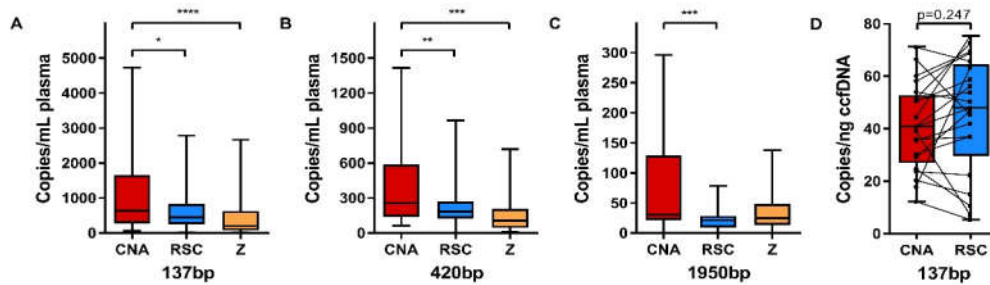 A
****
*
Copies/mL plasma
5000
4000
3000
2000
1000
0
CNA RSC Z
137bp
B
***
**
Copies/mL plasma
1500
1200
900
600
300
0
CNA RSC Z
420bp
C
***
Copies/mL plasma
300
250
200
150
100
50
0
CNA RSC Z
1950bp
D
p=0.247
Copies/ng ccfDNA
80
60
40
20
0
CNA RSC
137bp